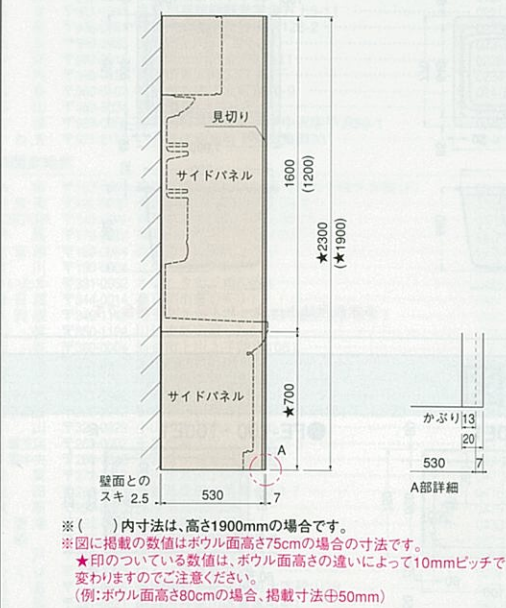 見切り
サイドパネル
1600
(1200)
★2300
(★1900)
サイドパネル
★700
A
壁面との
スキ 2.5
530
7
かぶり 13
20
530
7
A部詳細
※(　　)内寸法は、高さ1900mmの場合です。
※図に掲載の数値はボウル面高さ75cmの場合の寸法です。
★印のついている数値は、ボウル面高さの違いによって10mmピッチで
変わりますのでご注意ください。
(例:ボウル面高さ80cmの場合、掲載寸法⊕50mm)